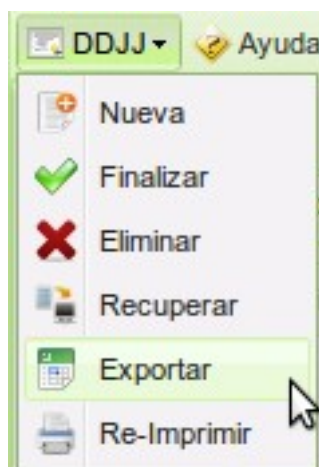 DDJJ Ayuda
Nueva
Finalizar
Eliminar
Recuperar
Exportar
Re-Imprimir